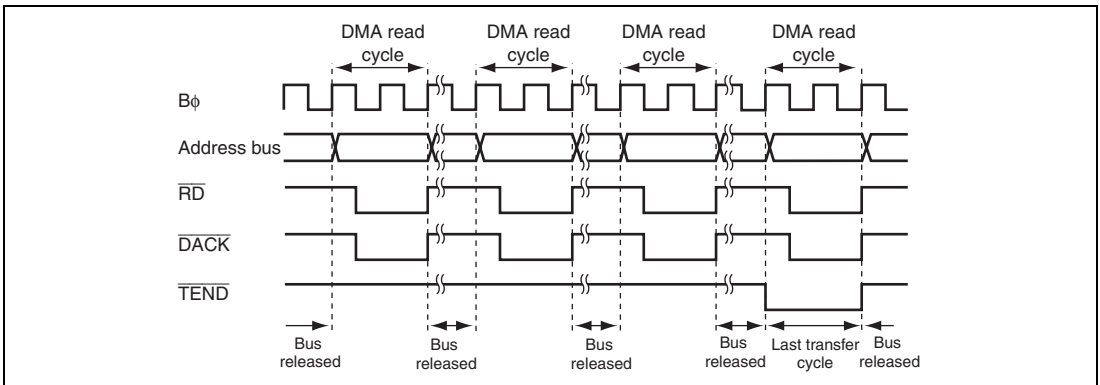 DMA read cycle
DMA read cycle
DMA read cycle
DMA read cycle
Bϕ
Address bus
RD
DACK
TEND
Bus released
Bus released
Bus released
Bus released
Last transfer cycle
Bus released